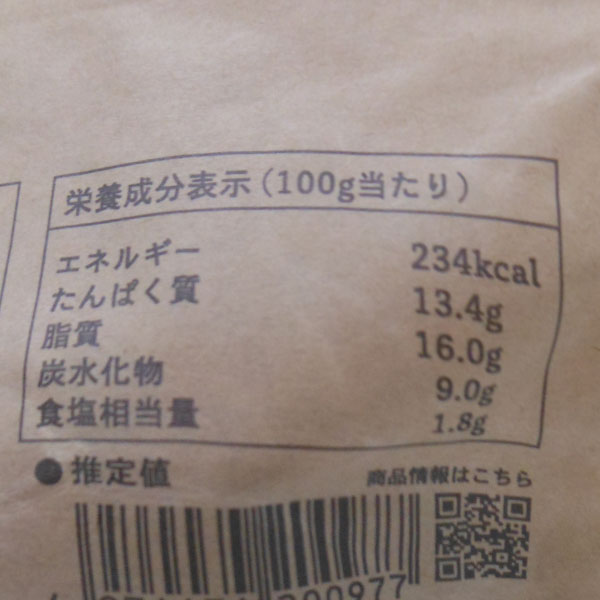 栄養成分表示(100g当たり)
エネルギー 234kcal
たんぱく質 13.4g
脂質 16.0g
炭水化物 9.0g
食塩相当量 1.8g
●推定値
商品情報はこちら